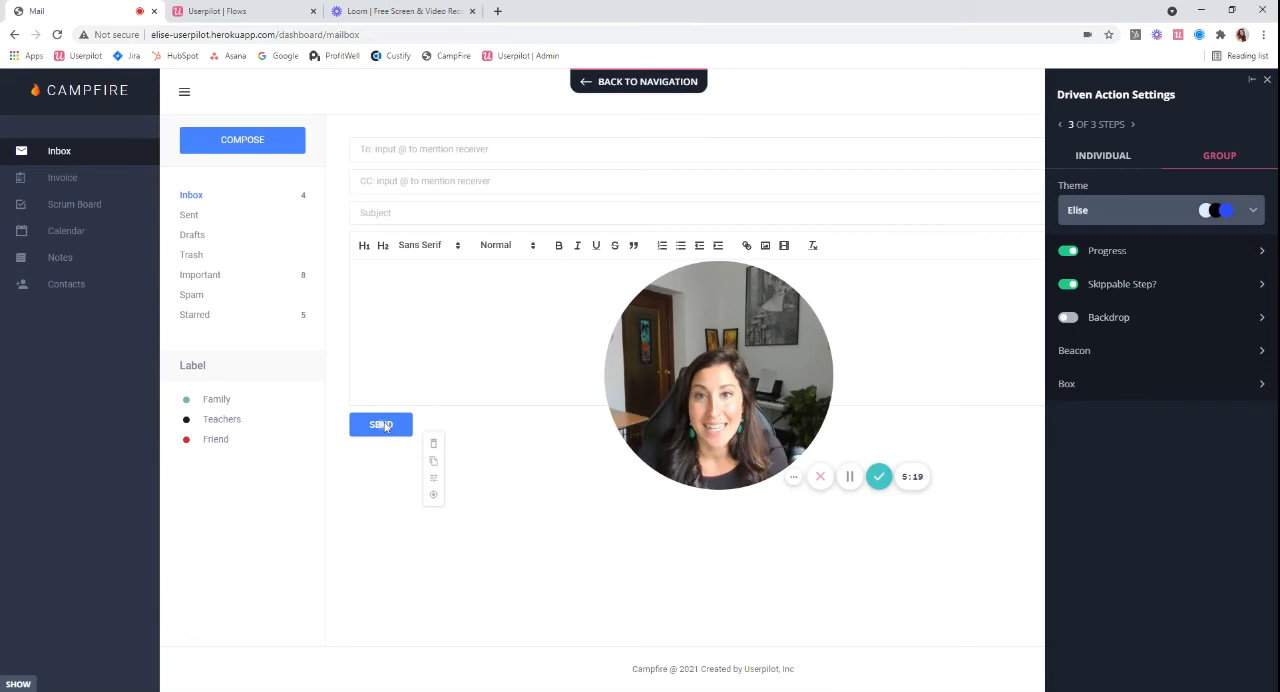 Mail
Userpilot | Flows
Loom | Free Screen & Video Rec
Not secure | elise-userpilot.herokuapp.com/dashboard/mailbox
Apps Userpilot Jira HubSpot Asana Google ProfitWell Custify CampFire Userpilot | Admin Reading list
CAMPFIRE
← BACK TO NAVIGATION
Inbox
Invoice
Scrum Board
Calendar
Notes
Contacts
SHOW
COMPOSE
Inbox 4
Sent
Drafts
Trash
Important 8
Spam
Starred 5
Label
Family
Teachers
Friend
To: input @ to mention receiver
CC: input @ to mention receiver
Subject
H1 H2 Sans Serif Normal B I U S
SEND
5:19
Campfire @ 2021 Created by Userpilot, Inc
Driven Action Settings
‹ 3 OF 3 STEPS ›
INDIVIDUAL GROUP
Theme
Elise
Progress
Skippable Step?
Backdrop
Beacon
Box